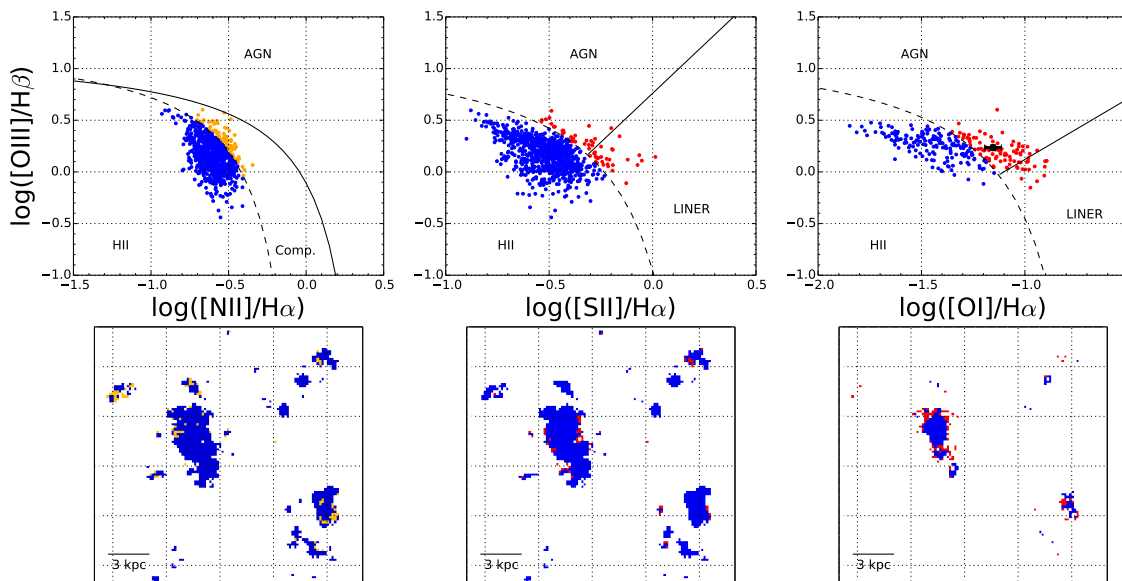 1.5
1.0
0.5
0.0
−0.5
−1.0
log([OIII]/Hβ)
AGN
HII
Comp.
−1.5 −1.0 −0.5 0.0 0.5
log([NII]/Hα)
1.5
1.0
0.5
0.0
−0.5
−1.0
AGN
LINER
HII
−1.0 −0.5 0.0 0.5
log([SII]/Hα)
1.5
1.0
0.5
0.0
−0.5
−1.0
AGN
LINER
HII
−2.0 −1.5 −1.0
log([OI]/Hα)
3 kpc
3 kpc
3 kpc